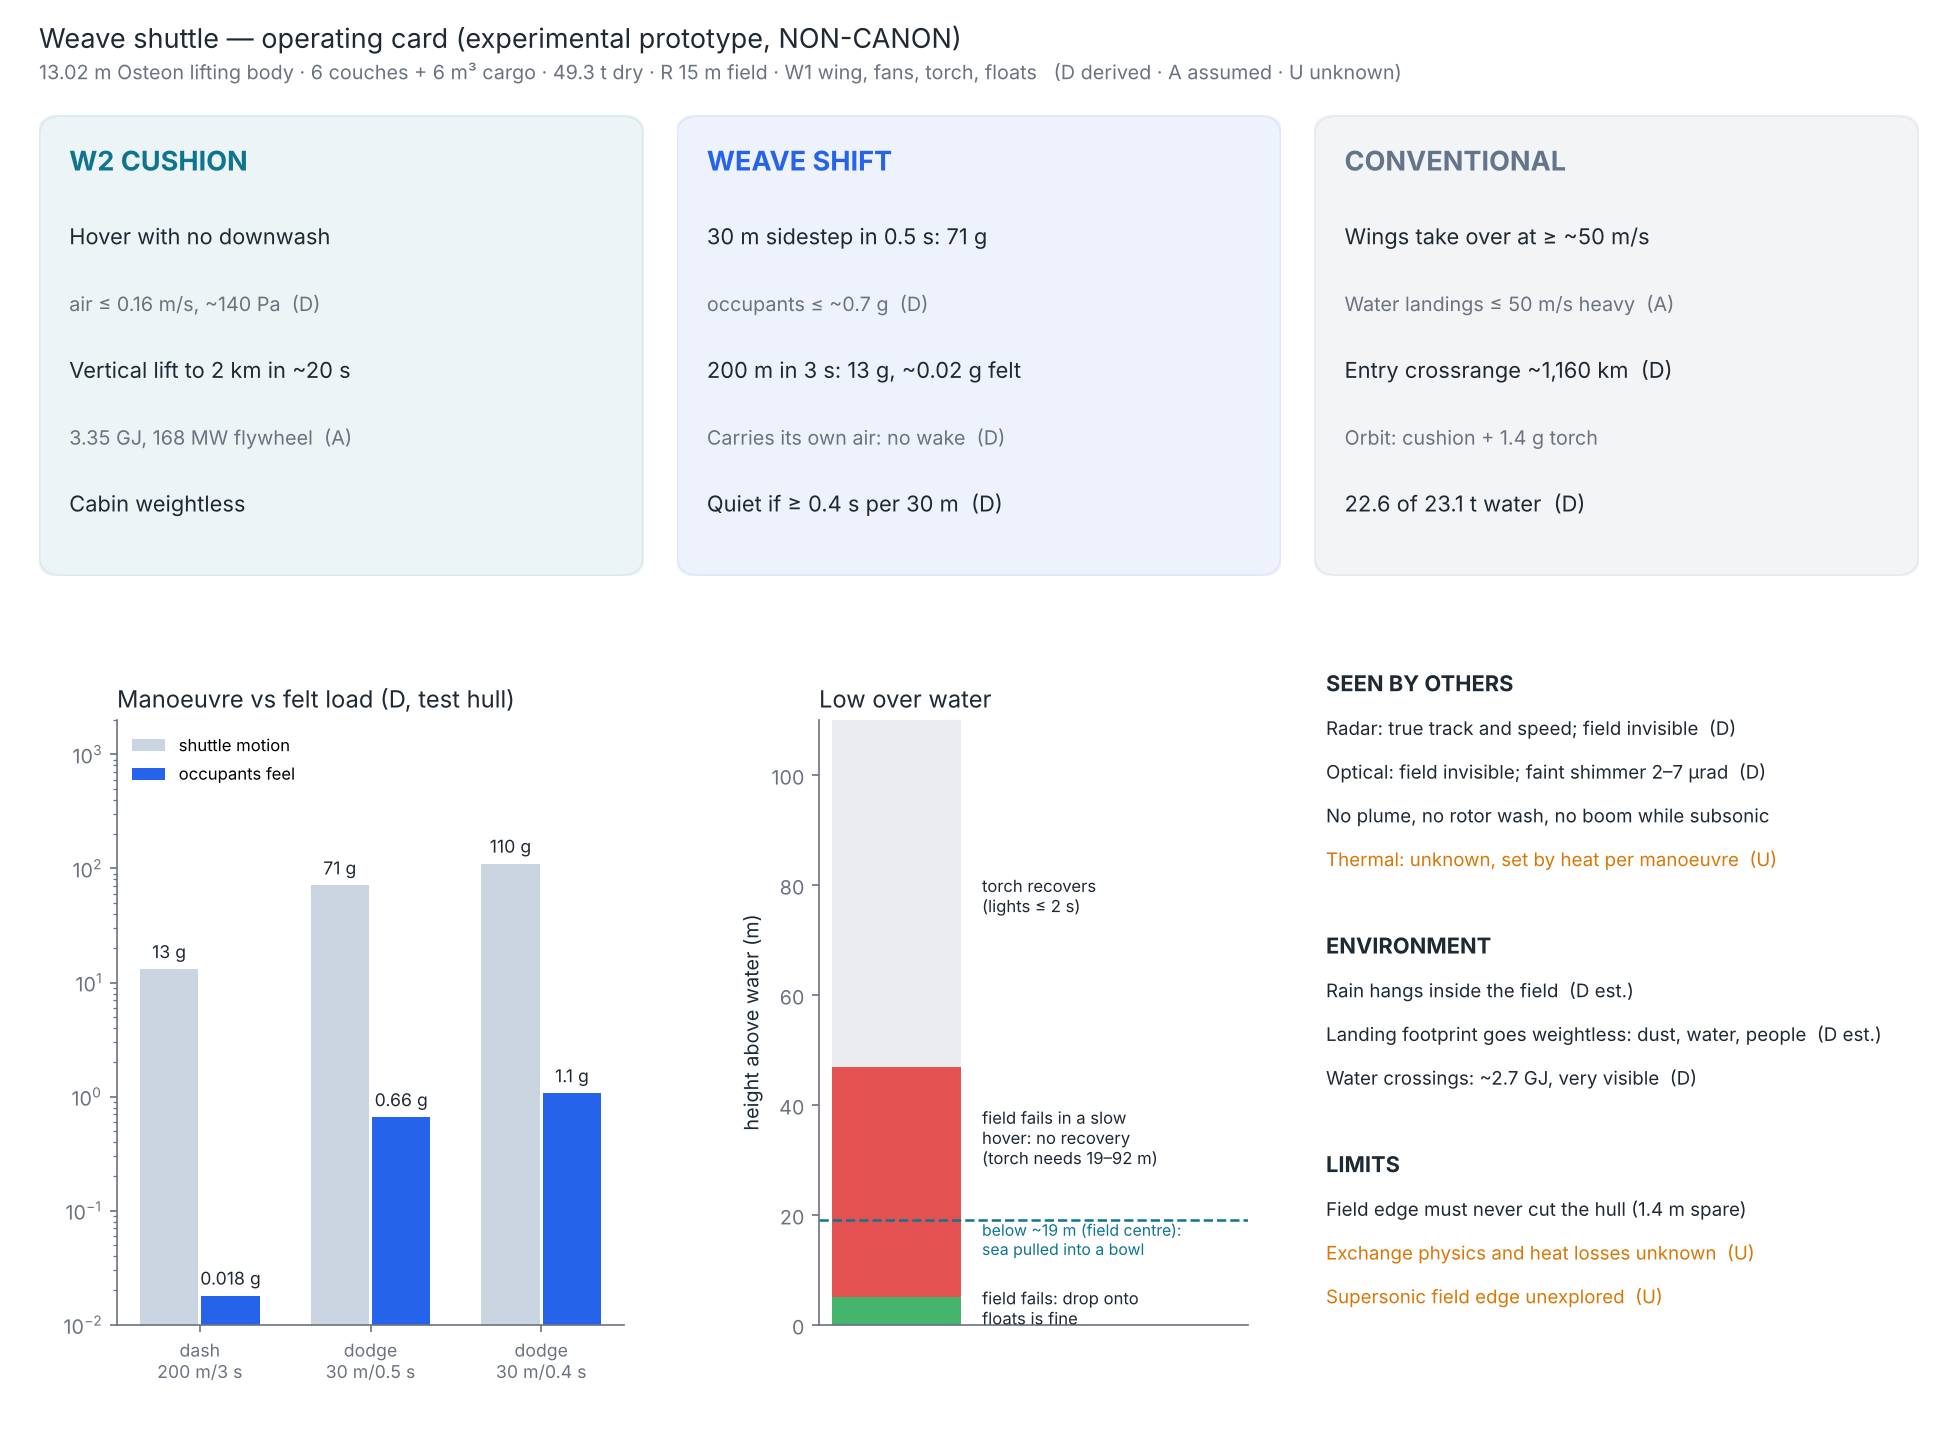 Weave shuttle — operating card (experimental prototype, NON-CANON)
13.02 m Osteon lifting body · 6 couches + 6 m³ cargo · 49.3 t dry · R 15 m field · W1 wing, fans, torch, floats (D derived · A assumed · U unknown)
W2 CUSHION
Hover with no downwash
air ≤ 0.16 m/s, ~140 Pa (D)
Vertical lift to 2 km in ~20 s
3.35 GJ, 168 MW flywheel (A)
Cabin weightless
WEAVE SHIFT
30 m sidestep in 0.5 s: 71 g
occupants ≤ ~0.7 g (D)
200 m in 3 s: 13 g, ~0.02 g felt
Carries its own air: no wake (D)
Quiet if ≥ 0.4 s per 30 m (D)
CONVENTIONAL
Wings take over at ≥ ~50 m/s
Water landings ≤ 50 m/s heavy (A)
Entry crossrange ~1,160 km (D)
Orbit: cushion + 1.4 g torch
22.6 of 23.1 t water (D)
Manoeuvre vs felt load (D, test hull)
shuttle motion
occupants feel
10³
10²
10¹
10⁰
10⁻¹
10⁻²
13 g
0.018 g
71 g
0.66 g
110 g
1.1 g
dash
200 m/3 s
dodge
30 m/0.5 s
dodge
30 m/0.4 s
Low over water
height above water (m)
100
80
60
40
20
0
torch recovers
(lights ≤ 2 s)
field fails in a slow
hover: no recovery
(torch needs 19–92 m)
below ~19 m (field centre):
sea pulled into a bowl
field fails: drop onto
floats is fine
SEEN BY OTHERS
Radar: true track and speed; field invisible (D)
Optical: field invisible; faint shimmer 2–7 µrad (D)
No plume, no rotor wash, no boom while subsonic
Thermal: unknown, set by heat per manoeuvre (U)
ENVIRONMENT
Rain hangs inside the field (D est.)
Landing footprint goes weightless: dust, water, people (D est.)
Water crossings: ~2.7 GJ, very visible (D)
LIMITS
Field edge must never cut the hull (1.4 m spare)
Exchange physics and heat losses unknown (U)
Supersonic field edge unexplored (U)